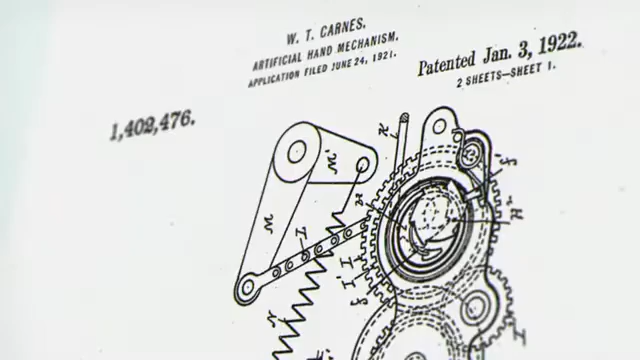 W. T. CARNES.
ARTIFICIAL HAND MECHANISM.
APPLICATION FILED JUNE 24, 1921.
Patented Jan. 3, 1922.
2 SHEETS—SHEET 1.
1,402,476.
M'
M
I
I
I'